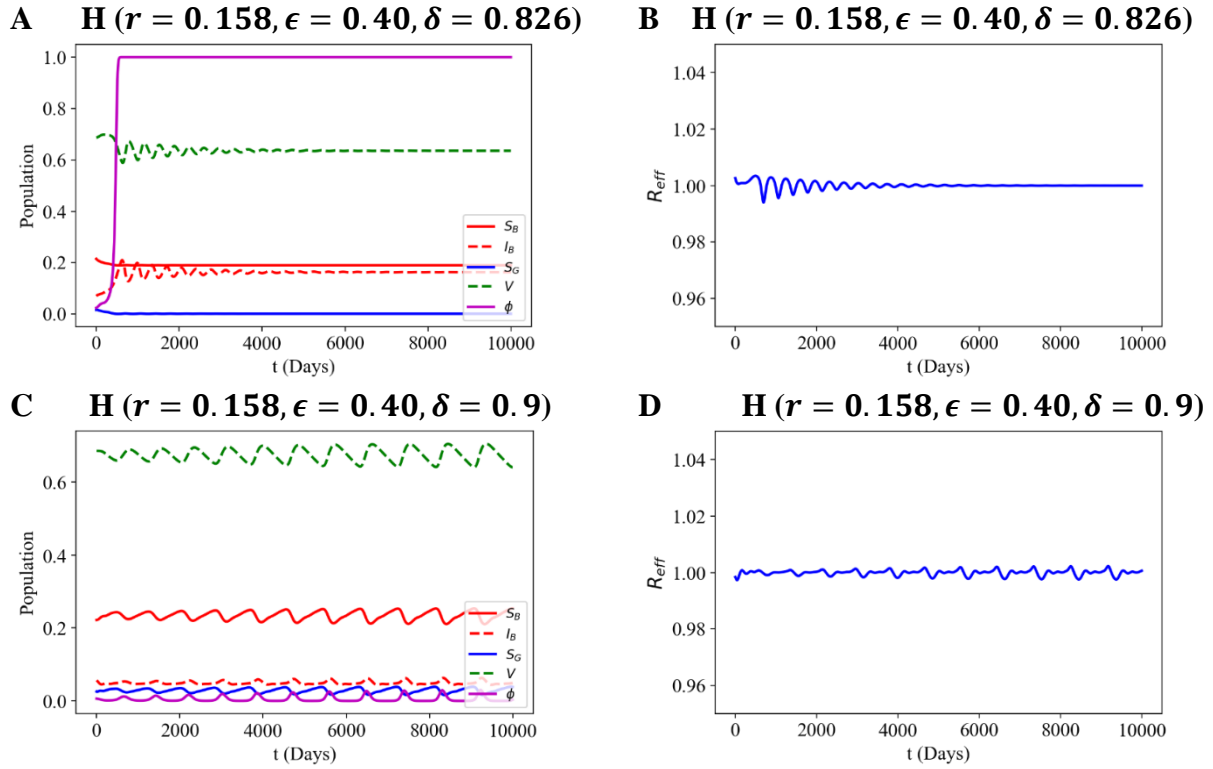 A H (r = 0.158, ϵ = 0.40, δ = 0.826)
1.0
0.8
0.6
0.4
0.2
0.0
Population
S_B
I_B
S_G
V
ϕ
0 2000 4000 6000 8000 10000
t (Days)
B H (r = 0.158, ϵ = 0.40, δ = 0.826)
1.04
1.02
1.00
0.98
0.96
R_eff
0 2000 4000 6000 8000 10000
t (Days)
C H (r = 0.158, ϵ = 0.40, δ = 0.9)
0.6
0.4
0.2
0.0
Population
S_B
I_B
S_G
V
ϕ
0 2000 4000 6000 8000 10000
t (Days)
D H (r = 0.158, ϵ = 0.40, δ = 0.9)
1.04
1.02
1.00
0.98
0.96
R_eff
0 2000 4000 6000 8000 10000
t (Days)